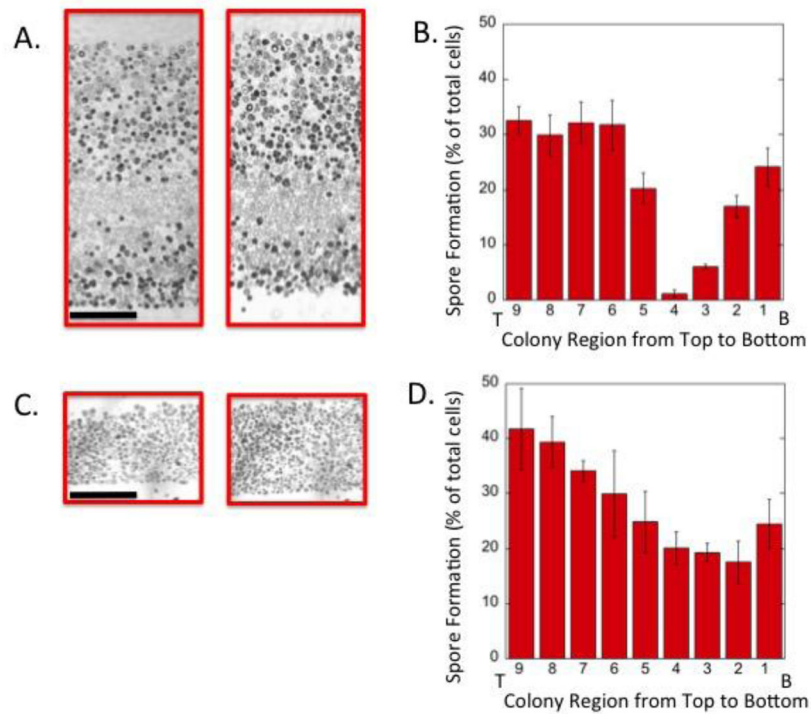 A.
B.
Spore Formation (% of total cells)
50
40
30
20
10
0
9 8 7 6 5 4 3 2 1
T B
Colony Region from Top to Bottom
C.
D.
Spore Formation (% of total cells)
50
40
30
20
10
0
9 8 7 6 5 4 3 2 1
T B
Colony Region from Top to Bottom